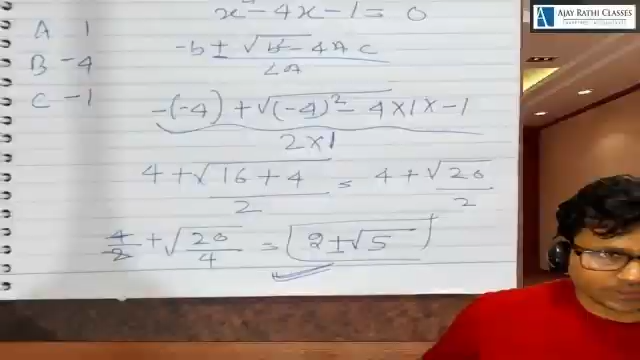 AJAY RATHI CLASSES
x² - 4x - 1 = 0
A 1
B -4
C -1
-b ± √b² - 4AC
2A
-(-4) + √(-4)² - 4×1×-1
2×1
4 + √16 + 4 = 4 + √20
2 2
4/2 + √20/4 = 2 ± √5